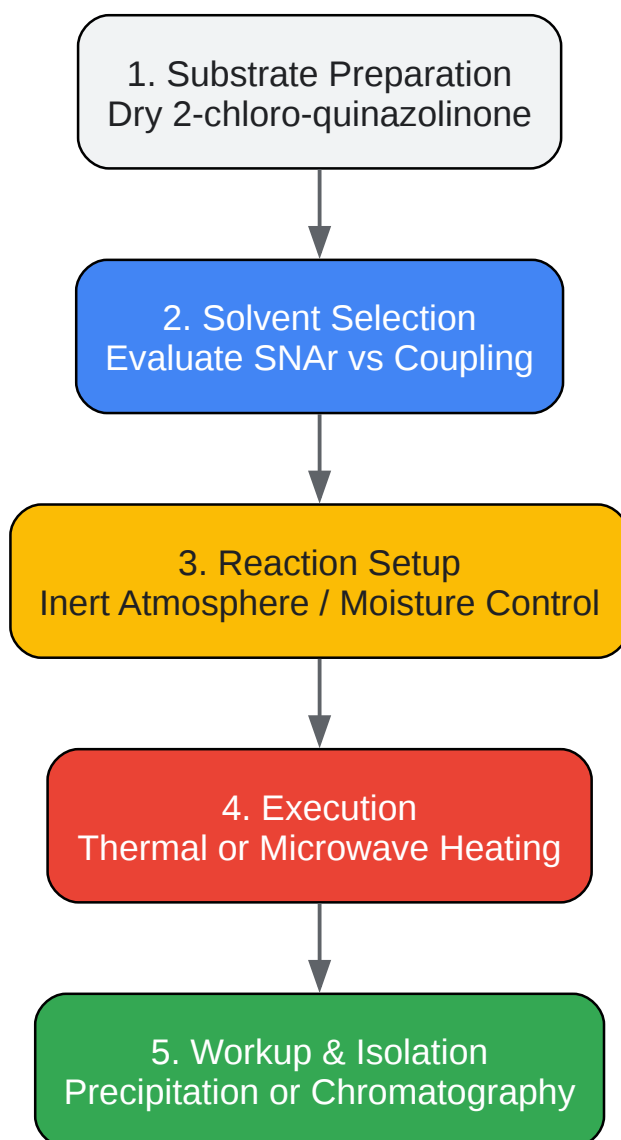 1. Substrate Preparation
Dry 2-chloro-quinazolinone
2. Solvent Selection
Evaluate SNAr vs Coupling
3. Reaction Setup
Inert Atmosphere / Moisture Control
4. Execution
Thermal or Microwave Heating
5. Workup & Isolation
Precipitation or Chromatography